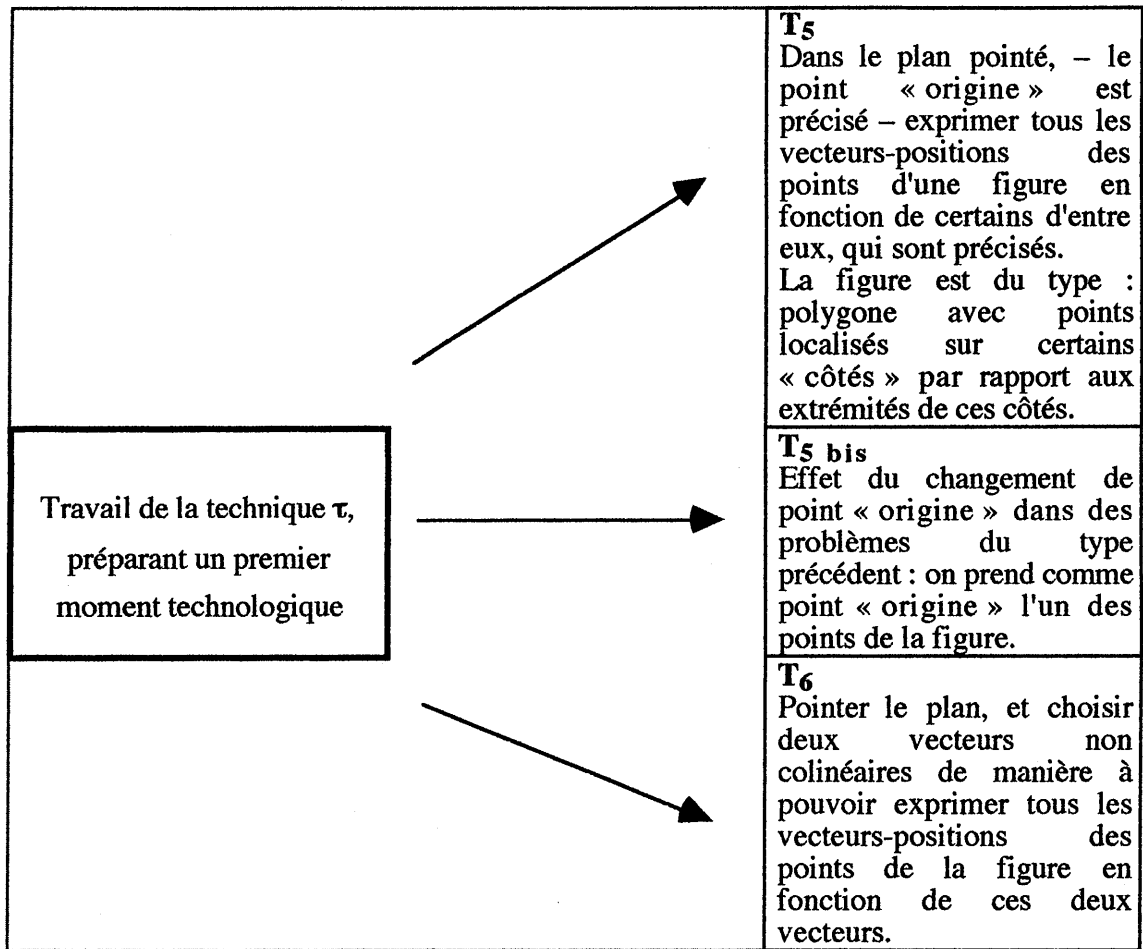 Travail de la technique τ,
préparant un premier
moment technologique
T5
Dans le plan pointé, – le
point « origine » est
précisé – exprimer tous les
vecteurs-positions des
points d'une figure en
fonction de certains d'entre
eux, qui sont précisés.
La figure est du type :
polygone avec points
localisés sur certains
« côtés » par rapport aux
extrémités de ces côtés.
T5 bis
Effet du changement de
point « origine » dans des
problèmes du type
précédent : on prend comme
point « origine » l'un des
points de la figure.
T6
Pointer le plan, et choisir
deux vecteurs non
colinéaires de manière à
pouvoir exprimer tous les
vecteurs-positions des
points de la figure en
fonction de ces deux
vecteurs.